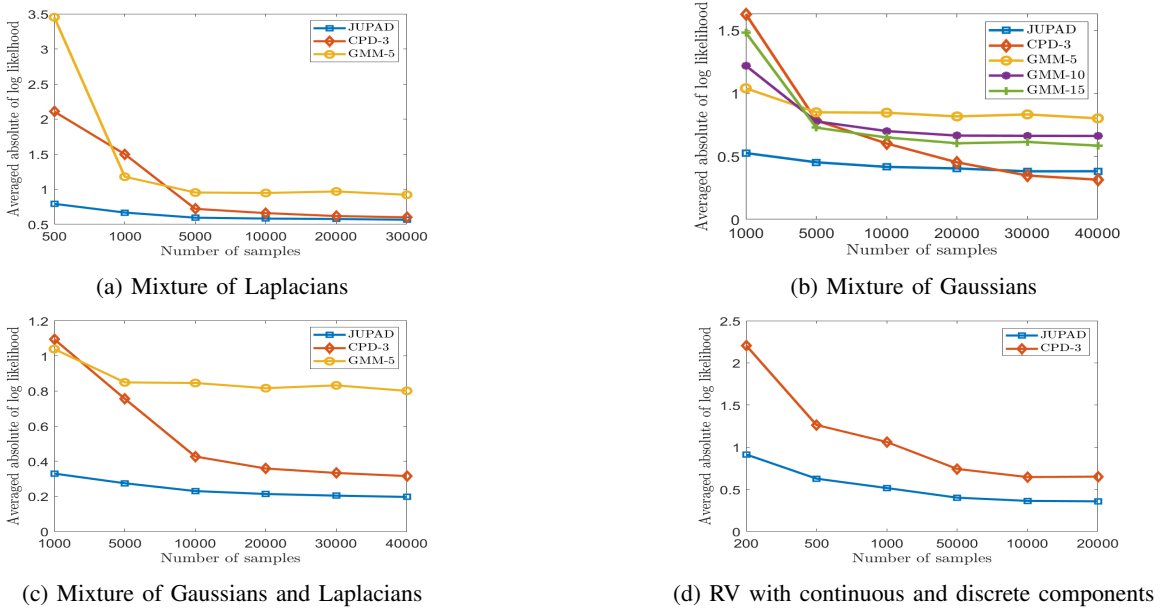 Averaged absolute of log likelihood
3.5
3
2.5
2
1.5
1
0.5
500 1000 5000 10000 20000 30000
Number of samples
JUPAD
CPD-3
GMM-5
(a) Mixture of Laplacians
Averaged absolute of log likelihood
1.5
1
0.5
0
1000 5000 10000 20000 30000 40000
Number of samples
JUPAD
CPD-3
GMM-5
GMM-10
GMM-15
(b) Mixture of Gaussians
Averaged absolute of log likelihood
1.2
1
0.8
0.6
0.4
0.2
0
1000 5000 10000 20000 30000 40000
Number of samples
JUPAD
CPD-3
GMM-5
(c) Mixture of Gaussians and Laplacians
Averaged absolute of log likelihood
2.5
2
1.5
1
0.5
0
200 500 1000 50000 10000 20000
Number of samples
JUPAD
CPD-3
(d) RV with continuous and discrete components